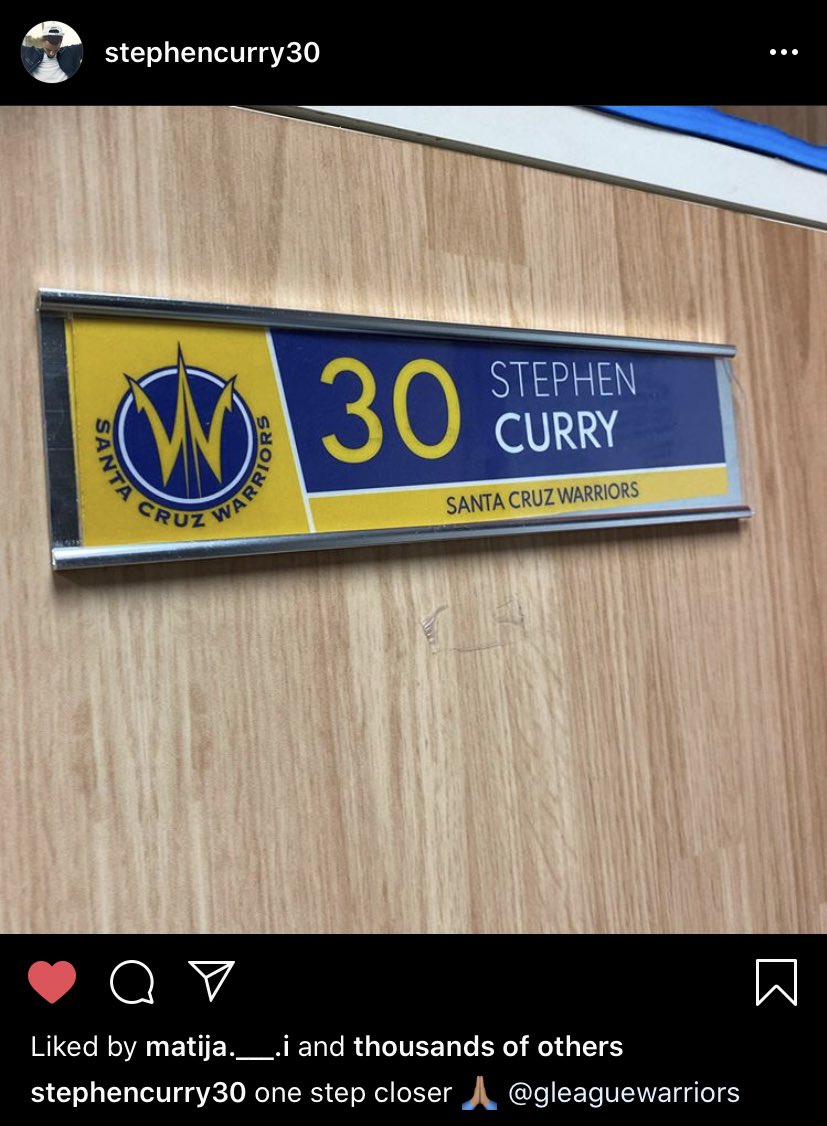 stephencurry30
SANTA CRUZ WARRIORS
30
STEPHEN
CURRY
SANTA CRUZ WARRIORS
Liked by matija.___.i and thousands of others
stephencurry30 one step closer 🙏🏽 @gleaguewarriors